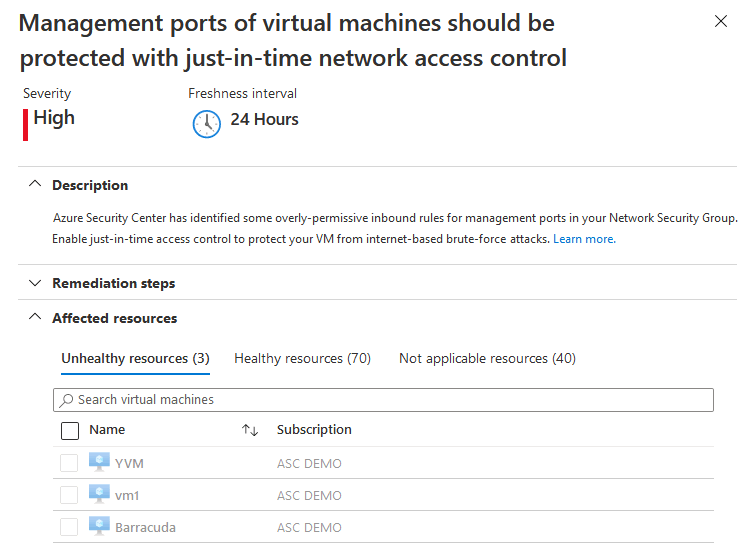 Management ports of virtual machines should be
protected with just-in-time network access control
Severity
Freshness interval
High
24 Hours
Description
Azure Security Center has identified some overly-permissive inbound rules for management ports in your Network Security Group.
Enable just-in-time access control to protect your VM from internet-based brute-force attacks. Learn more.
Remediation steps
Affected resources
Unhealthy resources (3) Healthy resources (70) Not applicable resources (40)
Search virtual machines
Name Subscription
YVM ASC DEMO
vm1 ASC DEMO
Barracuda ASC DEMO